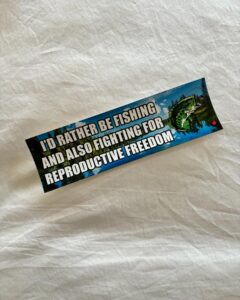 I'D RATHER BE FISHING
AND ALSO FIGHTING FOR
REPRODUCTIVE FREEDOM.